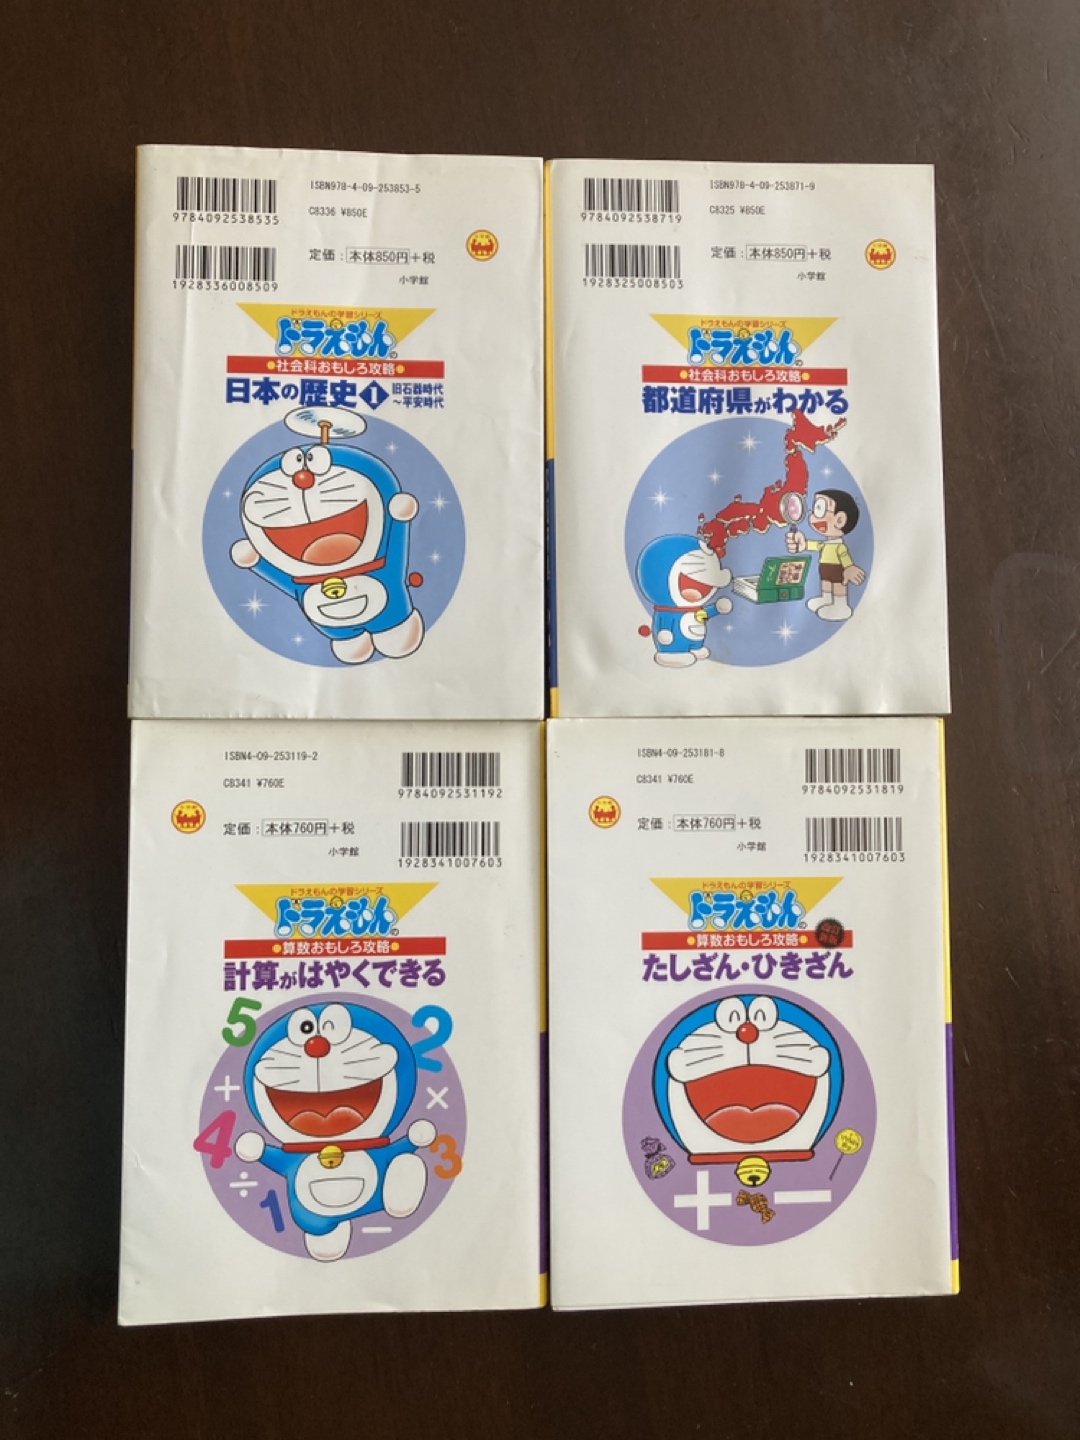 9784092538535
ISBN978-4-09-253853-5
C8336 ¥850E
1928336008509
定価：本体850円＋税
小学館
ドラえもんの学習シリーズ
ドラえもんの
社会科おもしろ攻略
日本の歴史1
旧石器時代
～平安時代
9784092538719
ISBN978-4-09-253871-9
C8325 ¥850E
1928325008503
定価：本体850円＋税
小学館
ドラえもんの学習シリーズ
ドラえもんの
社会科おもしろ攻略
都道府県がわかる
ISBN4-09-253119-2
C8341 ¥760E
9784092531192
定価：本体760円＋税
小学館
1928341007603
ドラえもんの学習シリーズ
ドラえもんの
算数おもしろ攻略
計算がはやくできる
5
2
+
×
4
3
÷
1
−
ISBN4-09-253181-8
C8341 ¥760E
9784092531819
定価：本体760円＋税
小学館
1928341007603
ドラえもんの学習シリーズ
ドラえもんの
算数おもしろ攻略
改訂
新版
たしざん・ひきざん
+ −